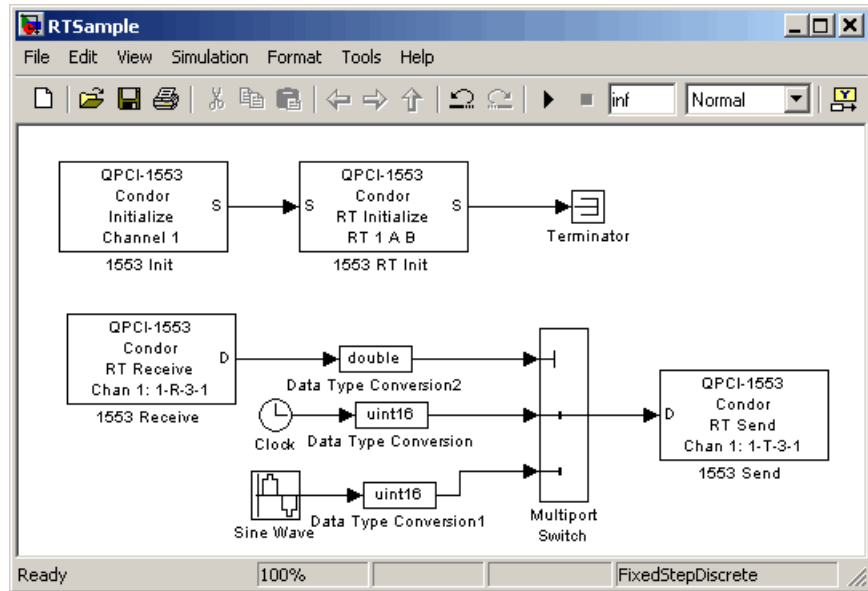 RTSample
File Edit View Simulation Format Tools Help
inf Normal
QPCI-1553
Condor
Initialize
Channel 1
S
1553 Init
S
QPCI-1553
Condor
RT Initialize
RT 1 A B
S
1553 RT Init
Terminator
QPCI-1553
Condor
RT Receive
Chan 1: 1-R-3-1
D
1553 Receive
double
Data Type Conversion2
Clock
uint16
Data Type Conversion
Sine Wave
uint16
Data Type Conversion1
Multiport
Switch
D
QPCI-1553
Condor
RT Send
Chan 1: 1-T-3-1
1553 Send
Ready 100% FixedStepDiscrete